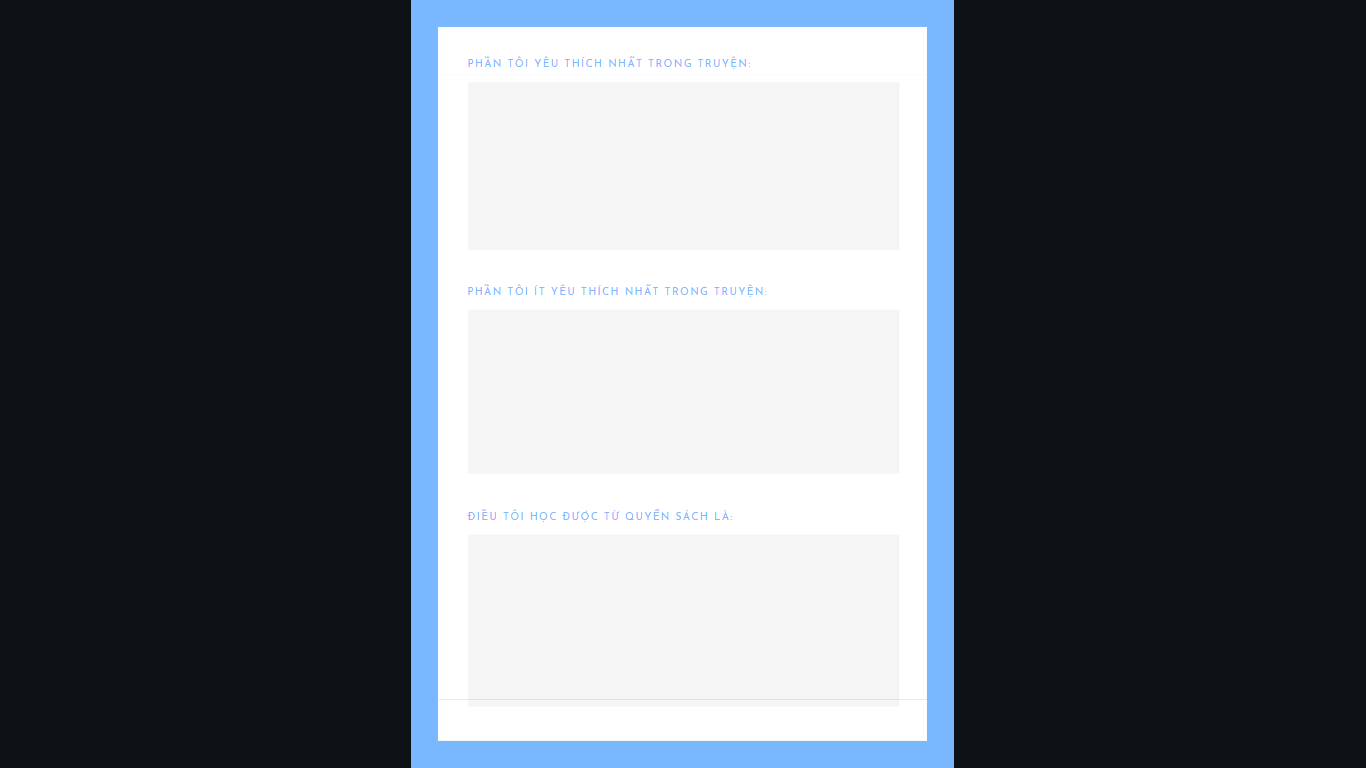 PHẦN TÔI YÊU THÍCH NHẤT TRONG TRUYỆN:
PHẦN TÔI ÍT YÊU THÍCH NHẤT TRONG TRUYỆN:
ĐIỀU TÔI HỌC ĐƯỢC TỪ QUYỂN SÁCH LÀ: